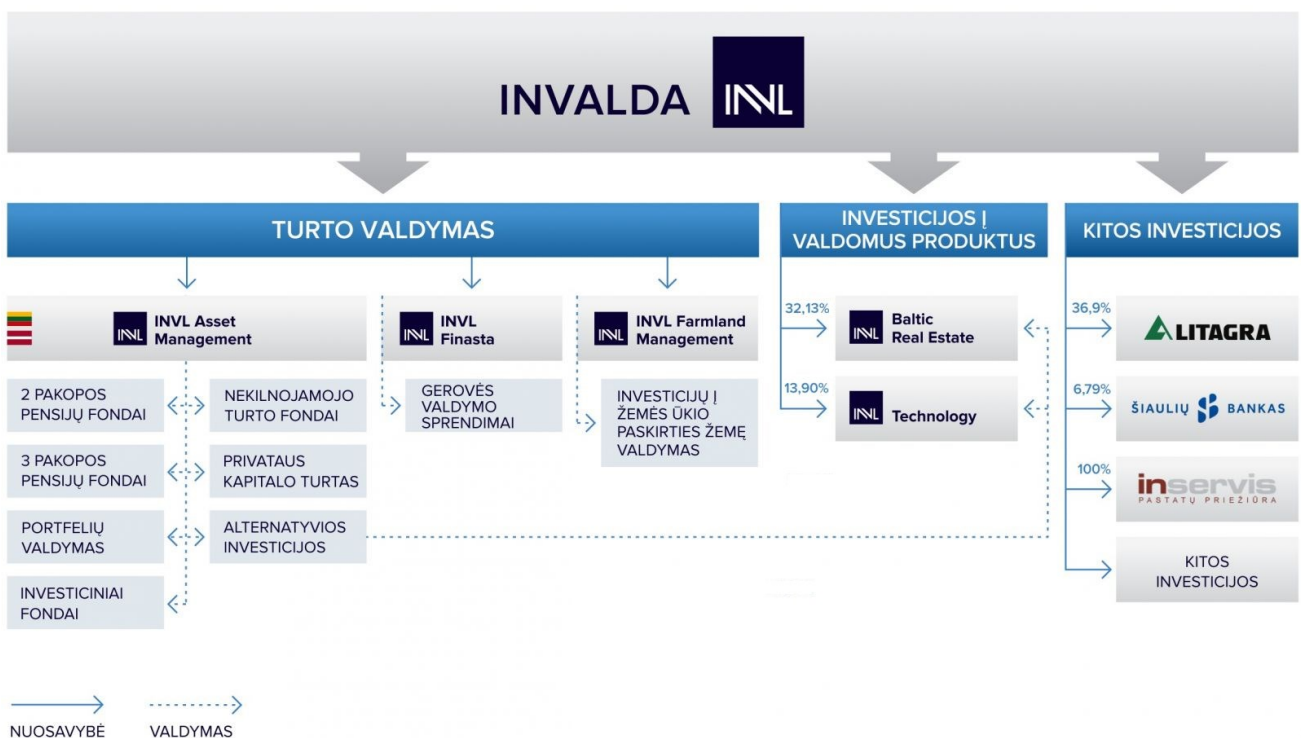 INVALDA INVL
TURTO VALDYMAS
INVL
INVL Asset
Management
2 PAKOPOS
PENSIJŲ FONDAI
3 PAKOPOS
PENSIJŲ FONDAI
PORTFELIŲ
VALDYMAS
INVESTICINIAI
FONDAI
NEKILNOJAMOJO
TURTO FONDAI
PRIVATAUS
KAPITALO TURTAS
ALTERNATYVIOS
INVESTICIJOS
INVL
INVL
Finasta
GEROVĖS
VALDYMO
SPRENDIMAI
INVL
INVL Farmland
Management
INVESTICIJŲ Į
ŽEMĖS ŪKIO
PASKIRTIES ŽEMĘ
VALDYMAS
INVESTICIJOS Į
VALDOMUS PRODUKTUS
32,13%
INVL
Baltic
Real Estate
13,90%
INVL
Technology
KITOS INVESTICIJOS
36,9%
LITAGRA
6,79%
ŠIAULIŲ BANKAS
100%
inservis
PASTATŲ PRIEŽIŪRA
KITOS
INVESTICIJOS
NUOSAVYBĖ
VALDYMAS